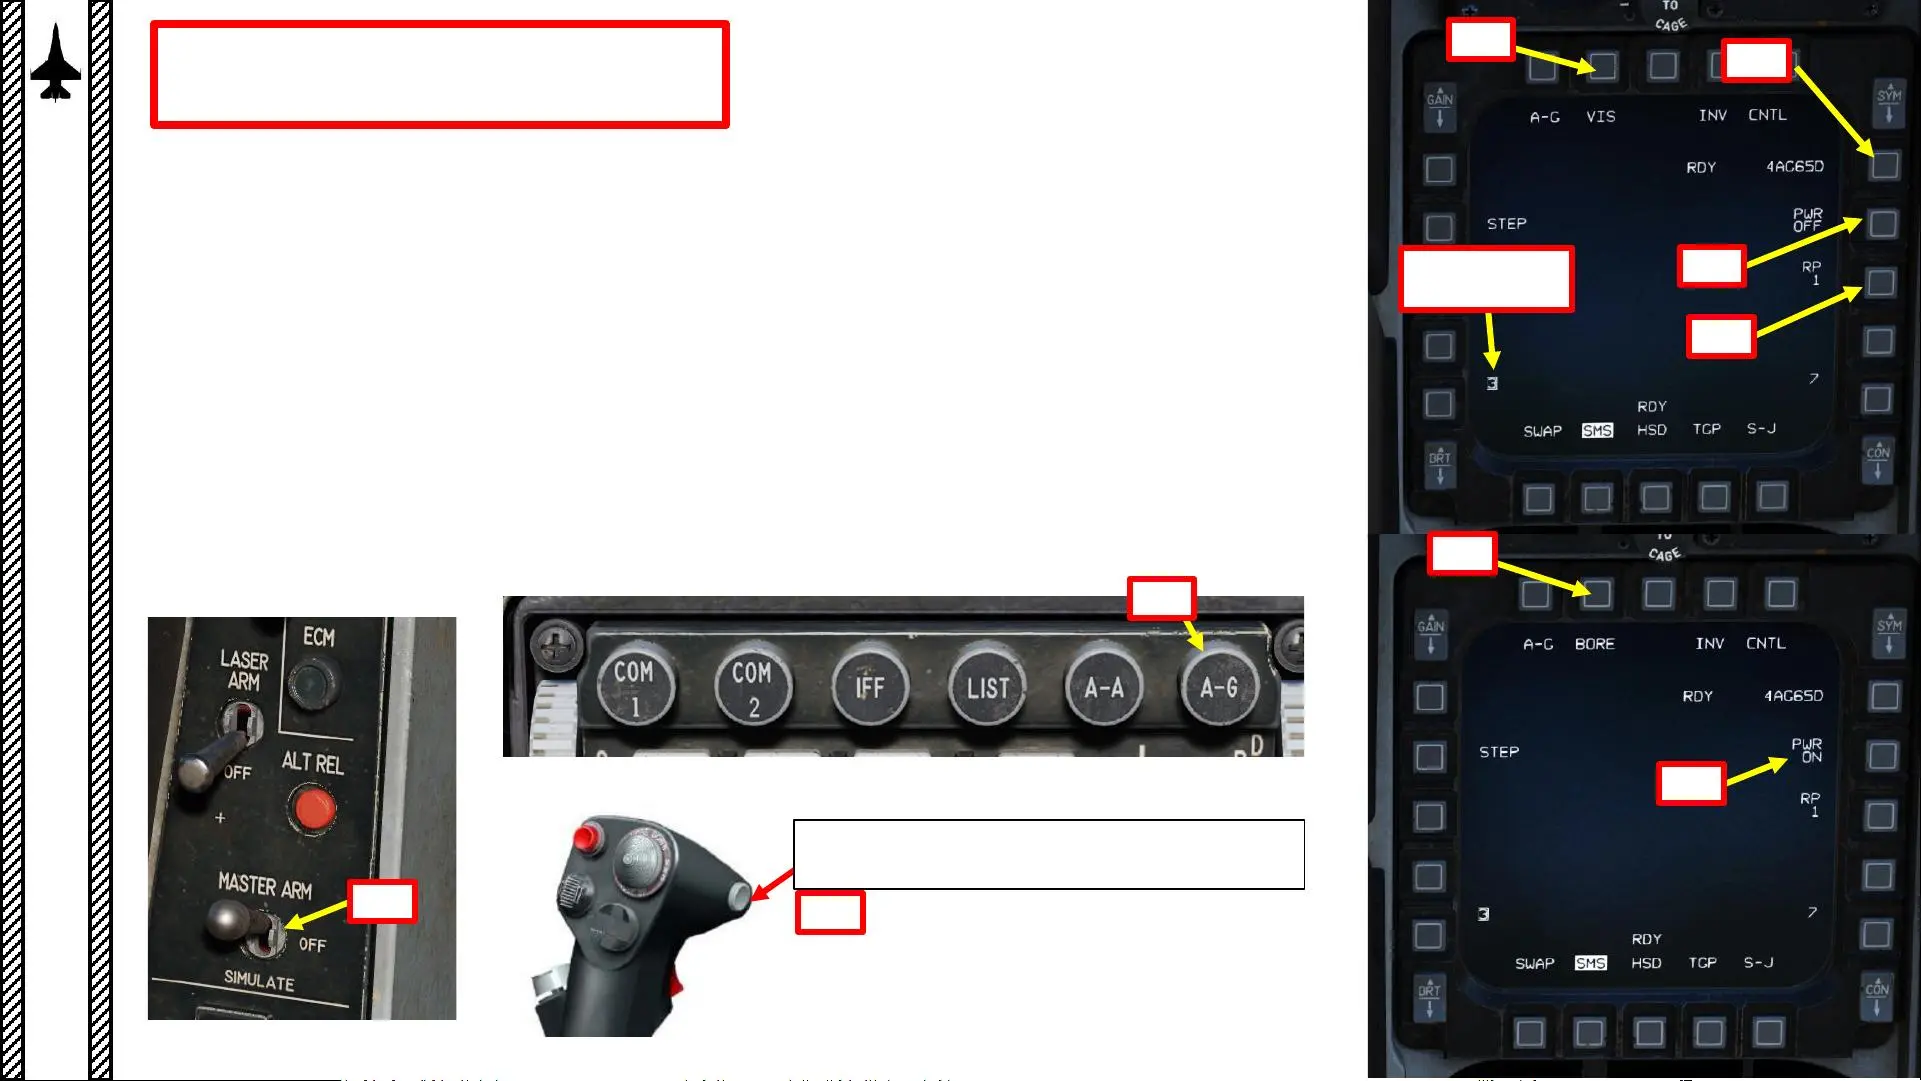 TO
CAGE
GAIN
SYM
A-G VIS INV CNTL
RDY 4AG65D
STEP
PWR
OFF
RP
1
3
7
RDY
SWAP SMS HSD TGP S-J
BRT
CON
TO
CAGE
GAIN
SYM
A-G BORE INV CNTL
RDY 4AG65D
STEP
PWR
ON
RP
1
3
7
RDY
SWAP SMS HSD TGP S-J
BRT
CON
ECM
LASER
ARM
OFF
ALT REL
+
MASTER ARM
OFF
SIMULATE
COM
1
COM
2
IFF
LIST
A-A
A-G